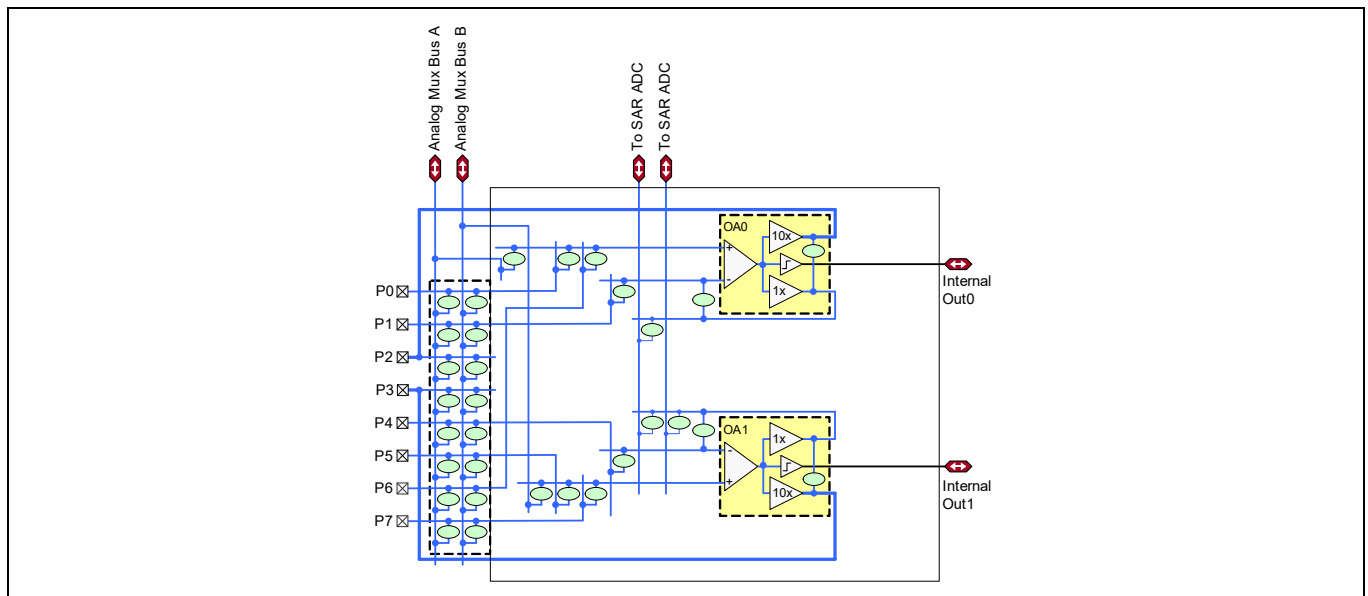 Analog Mux Bus A
Analog Mux Bus B
To SAR ADC
To SAR ADC
OA0
10x
+
-
1x
Internal
Out0
P0
P1
P2
P3
P4
P5
P6
P7
OA1
1x
-
+
10x
Internal
Out1